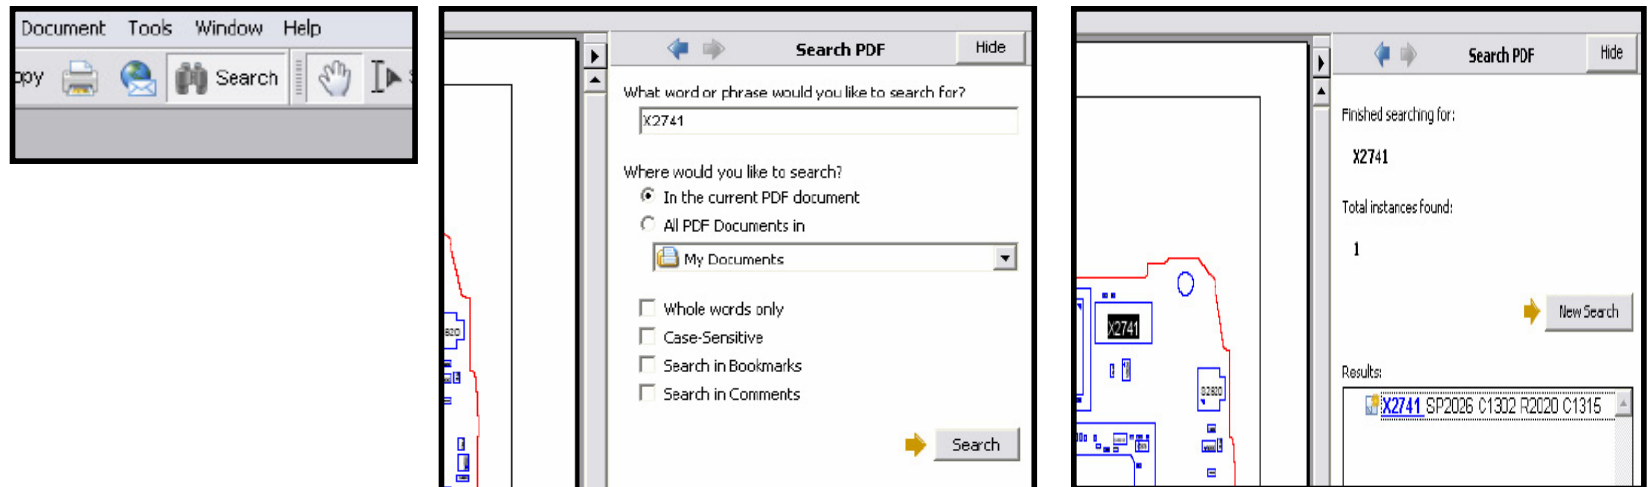 Document Tools Window Help
opy Search
Search PDF Hide
What word or phrase would you like to search for?
X2741
Where would you like to search?
In the current PDF document
All PDF Documents in
My Documents
Whole words only
Case-Sensitive
Search in Bookmarks
Search in Comments
Search
Search PDF Hide
Finished searching for:
X2741
Total instances found:
1
New Search
Results:
X2741 SP2026 C1302 R2020 C1315
X2741